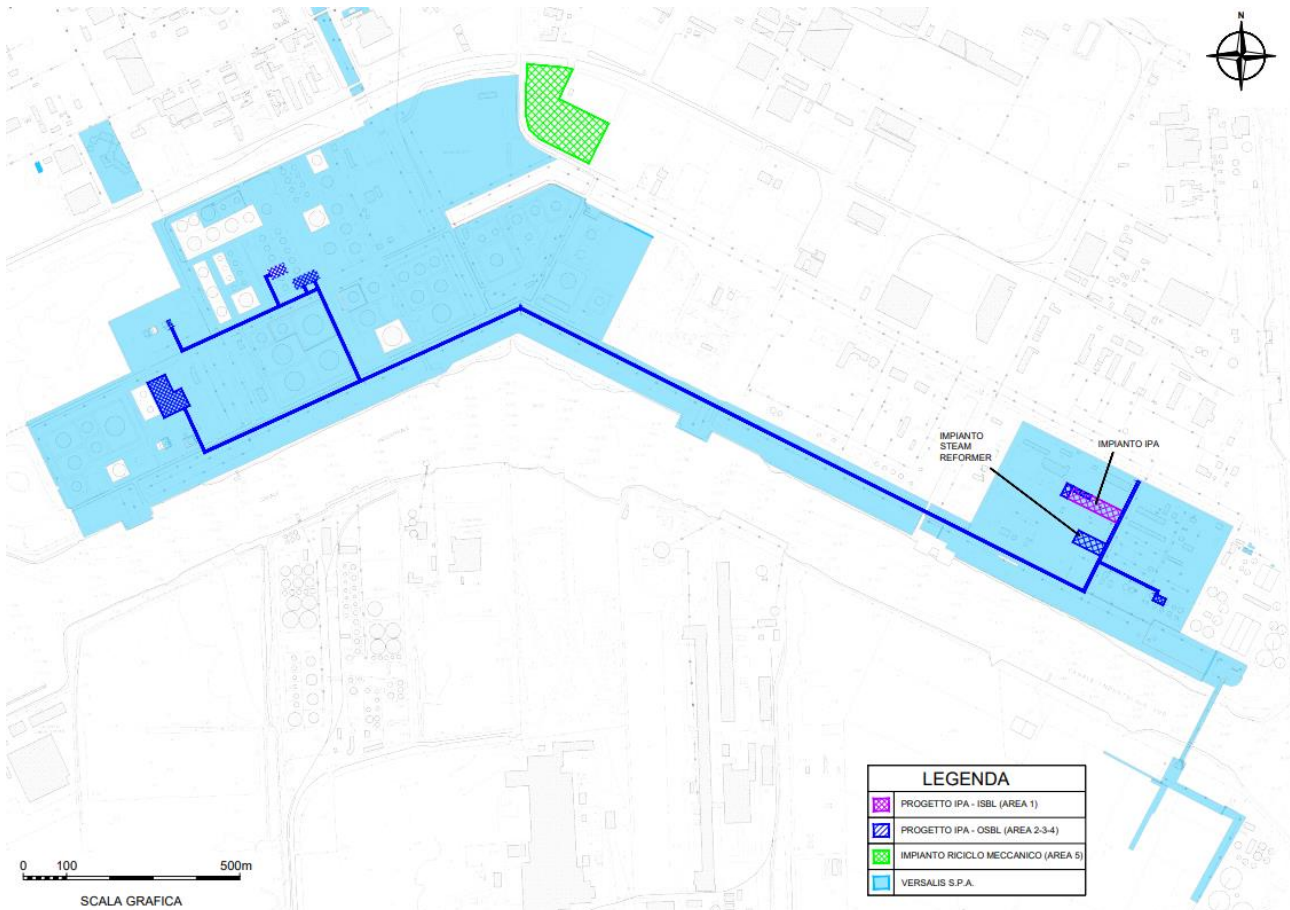 N
IMPIANTO
STEAM
REFORMER
IMPIANTO IPA
LEGENDA
PROGETTO IPA - ISBL (AREA 1)
PROGETTO IPA - OSBL (AREA 2-3-4)
IMPIANTO RICICLO MECCANICO (AREA 5)
VERSALIS S.P.A.
0 100 500m
SCALA GRAFICA